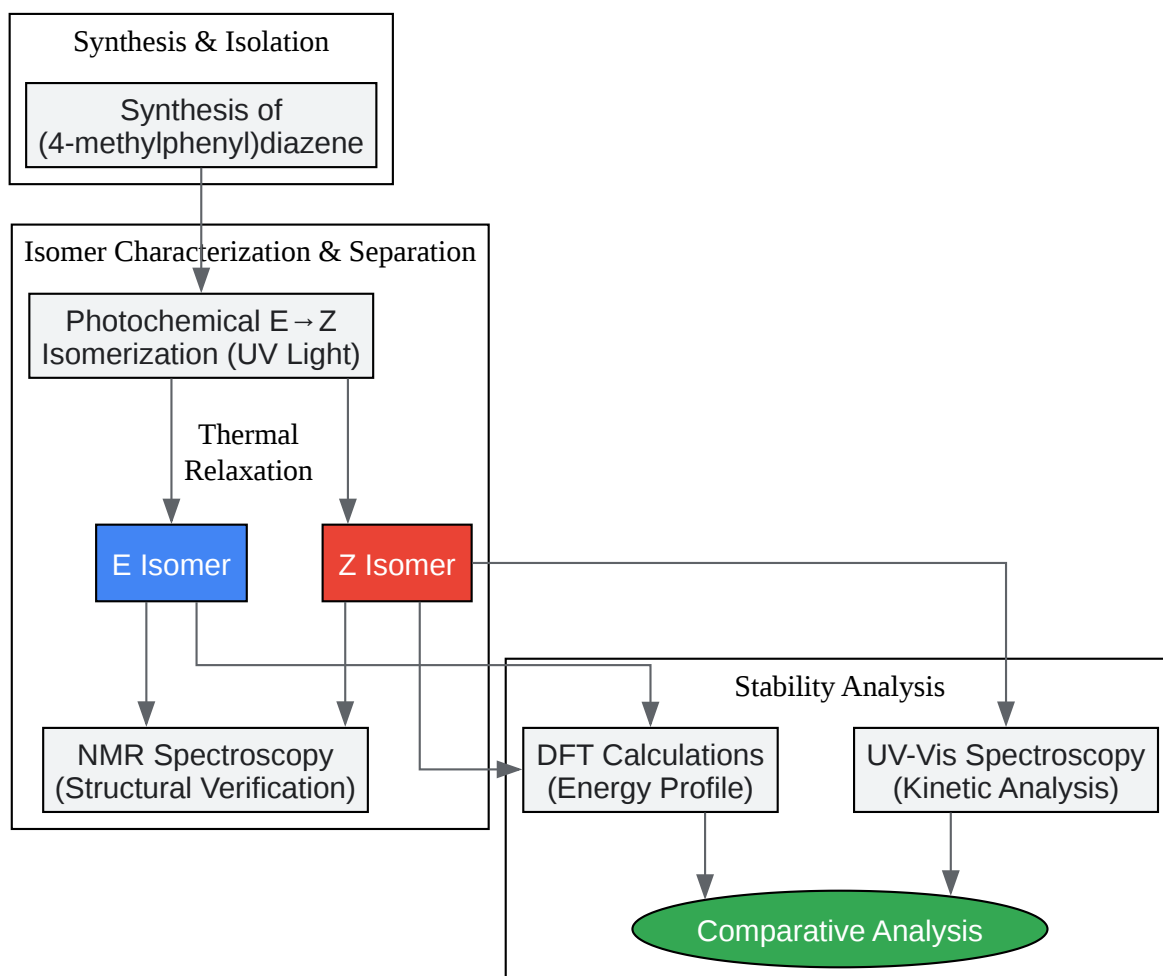 Synthesis & Isolation
Synthesis of
(4-methylphenyl)diazene
Isomer Characterization & Separation
Photochemical E→Z
Isomerization (UV Light)
Thermal
Relaxation
E Isomer
Z Isomer
NMR Spectroscopy
(Structural Verification)
Stability Analysis
DFT Calculations
(Energy Profile)
UV-Vis Spectroscopy
(Kinetic Analysis)
Comparative Analysis